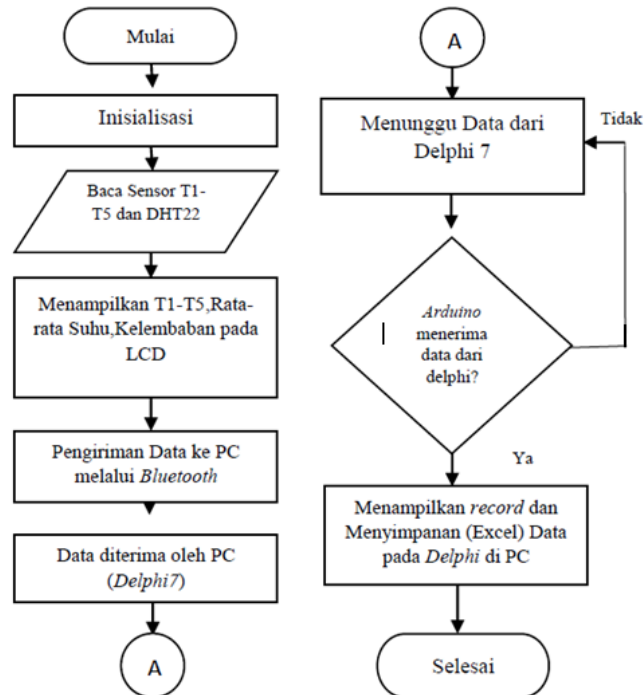 Mulai
Inisialisasi
Baca Sensor T1-
T5 dan DHT22
Menampilkan T1-T5,Rata-
rata Suhu,Kelembaban pada
LCD
Pengiriman Data ke PC
melalui Bluetooth
Data diterima oleh PC
(Delphi7)
A
A
Menunggu Data dari
Delphi 7
Tidak
Arduino
menerima
data dari
delphi?
Ya
Menampilkan record dan
Menyimpanan (Excel) Data
pada Delphi di PC
Selesai